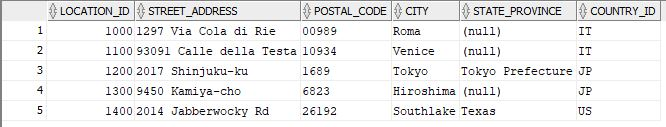 LOCATION_ID STREET_ADDRESS POSTAL_CODE CITY STATE_PROVINCE COUNTRY_ID
1 1000 1297 Via Cola di Rie 00989 Roma (null) IT
2 1100 93091 Calle della Testa 10934 Venice (null) IT
3 1200 2017 Shinjuku-ku 1689 Tokyo Tokyo Prefecture JP
4 1300 9450 Kamiya-cho 6823 Hiroshima (null) JP
5 1400 2014 Jabberwocky Rd 26192 Southlake Texas US